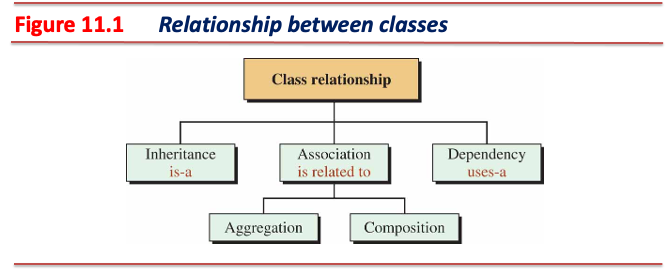 Figure 11.1 Relationship between classes
Class relationship
Inheritance
is-a
Association
is related to
Dependency
uses-a
Aggregation
Composition